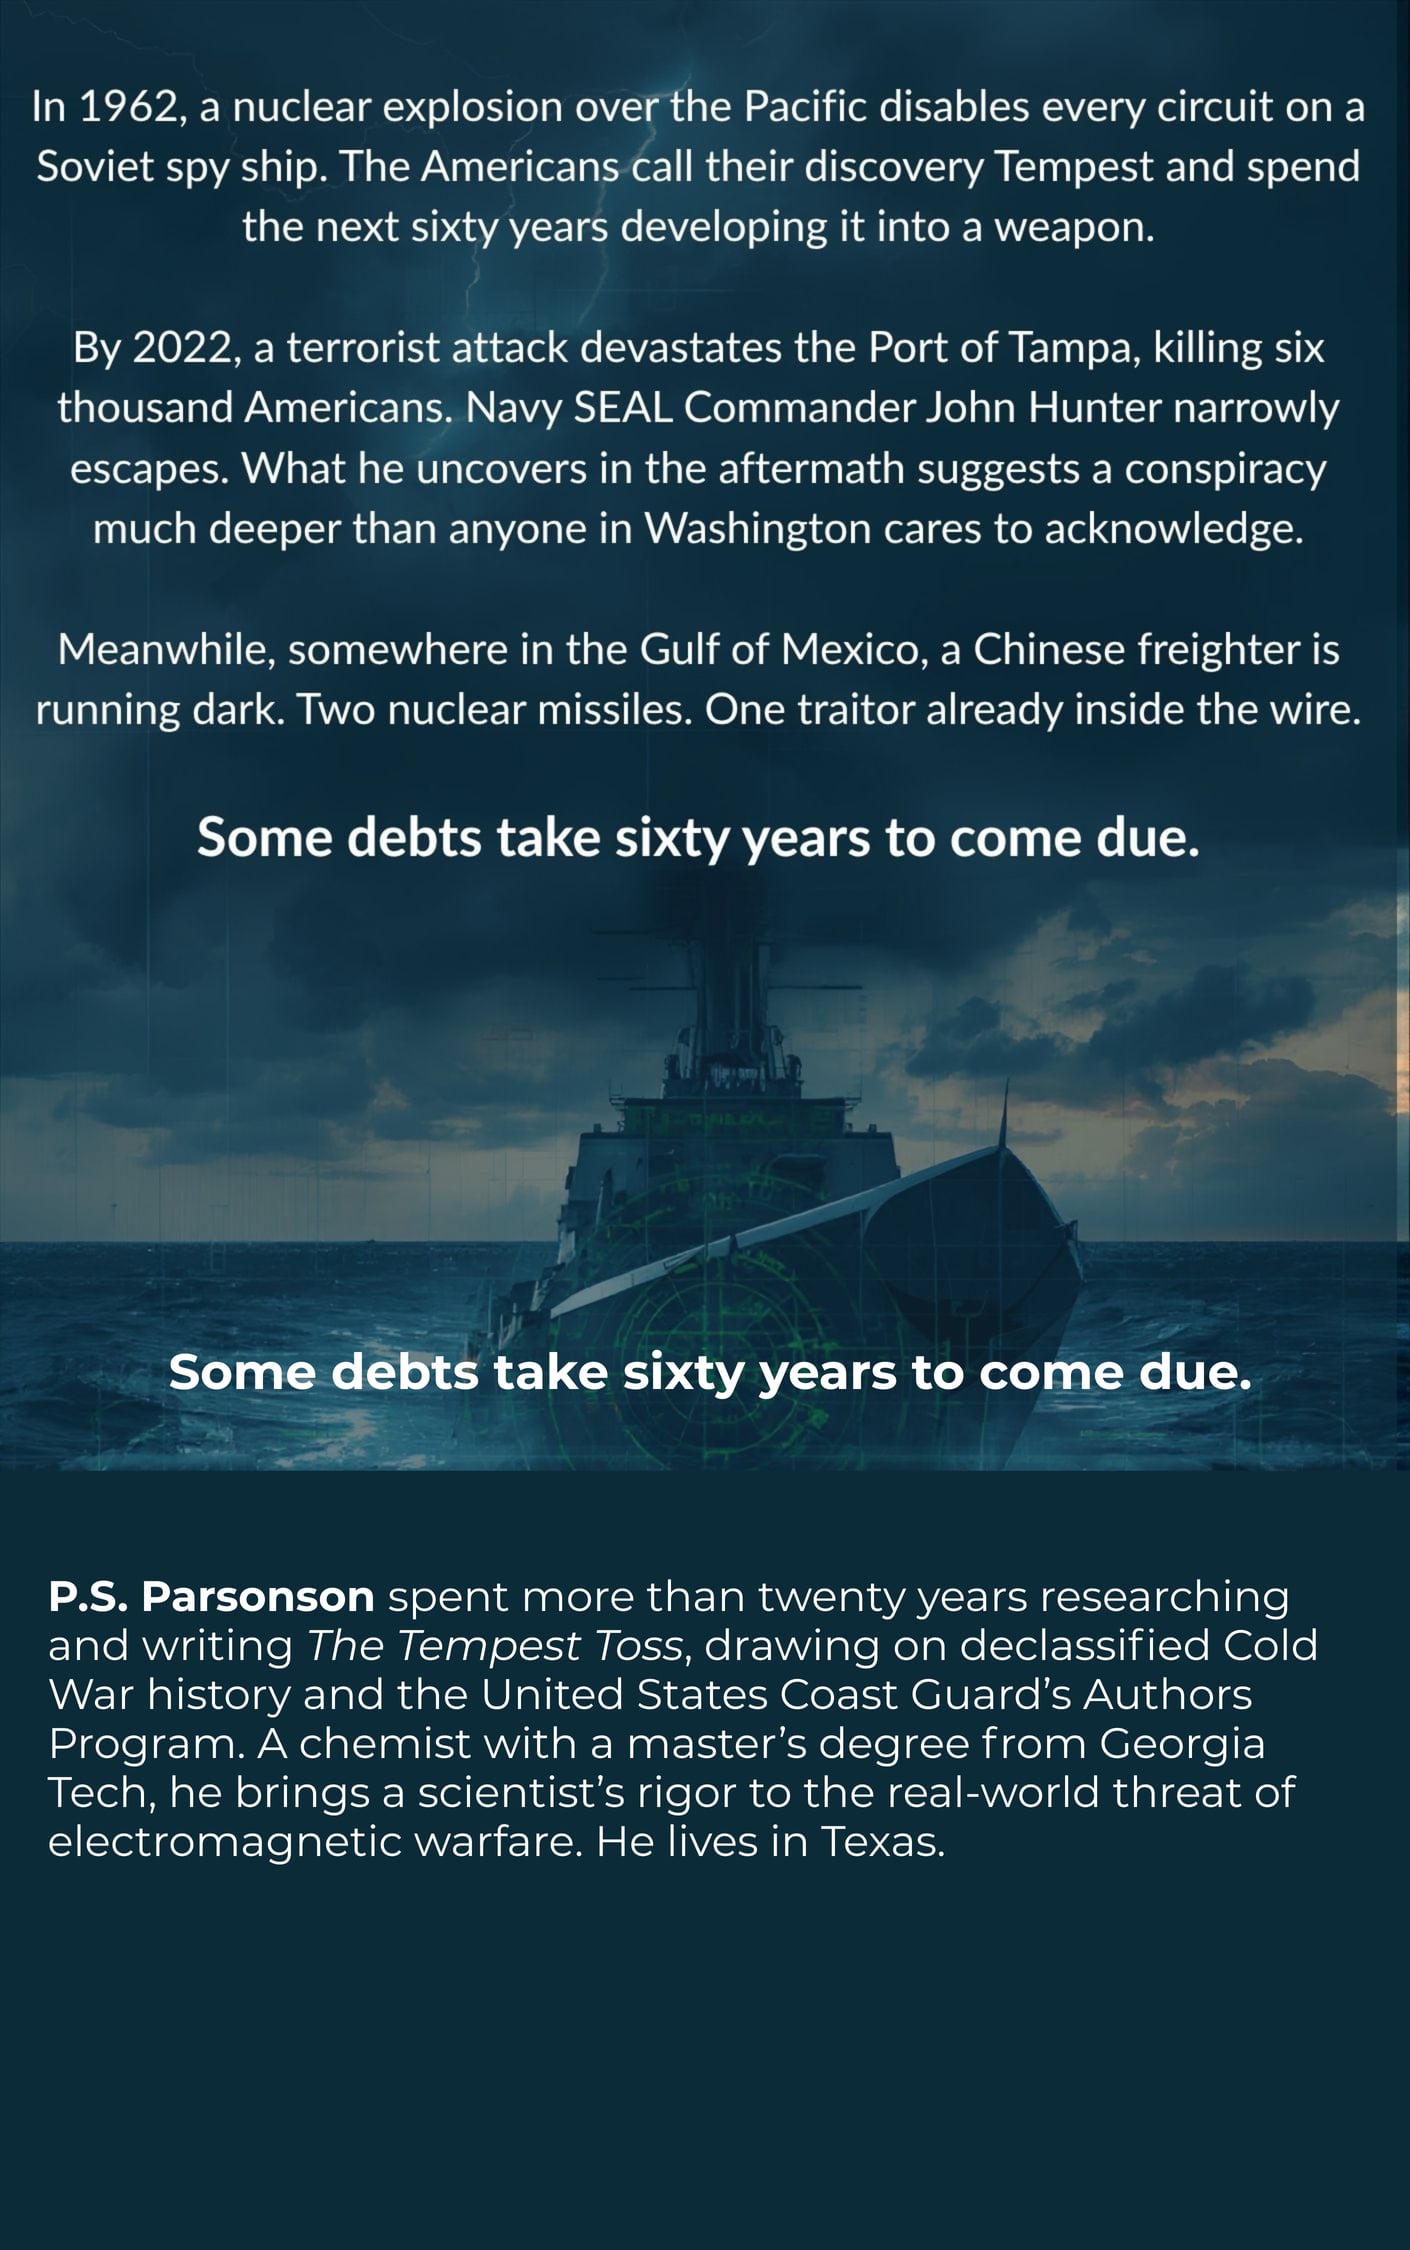 In 1962, a nuclear explosion over the Pacific disables every circuit on a
Soviet spy ship. The Americans call their discovery Tempest and spend
the next sixty years developing it into a weapon.
By 2022, a terrorist attack devastates the Port of Tampa, killing six
thousand Americans. Navy SEAL Commander John Hunter narrowly
escapes. What he uncovers in the aftermath suggests a conspiracy
much deeper than anyone in Washington cares to acknowledge.
Meanwhile, somewhere in the Gulf of Mexico, a Chinese freighter is
running dark. Two nuclear missiles. One traitor already inside the wire.
Some debts take sixty years to come due.
Some debts take sixty years to come due.
P.S. Parsonson spent more than twenty years researching
and writing The Tempest Toss, drawing on declassified Cold
War history and the United States Coast Guard’s Authors
Program. A chemist with a master’s degree from Georgia
Tech, he brings a scientist’s rigor to the real-world threat of
electromagnetic warfare. He lives in Texas.